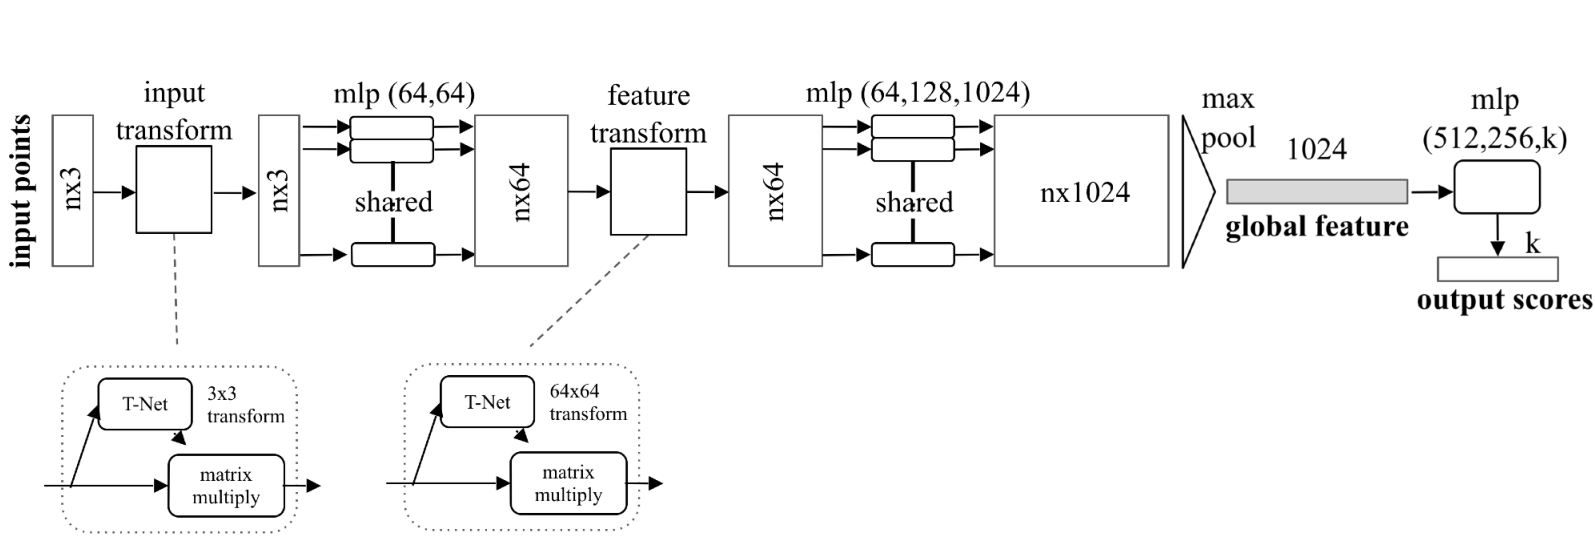 input points
nx3
input
transform
nx3
mlp (64,64)
shared
nx64
feature
transform
nx64
mlp (64,128,1024)
shared
nx1024
max
pool
1024
global feature
mlp
(512,256,k)
k
output scores
T-Net
3x3
transform
matrix
multiply
T-Net
64x64
transform
matrix
multiply